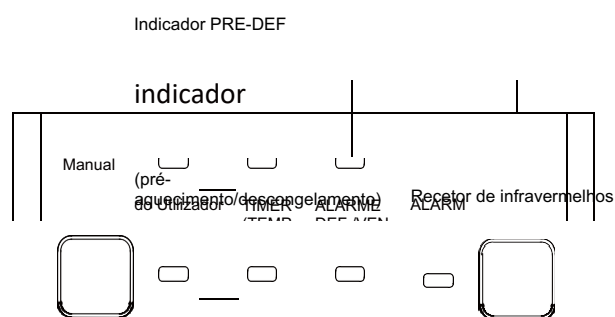 Indicador PRE-DEF
indicador
Manual
(pré-
aquecimento/descongelamento)
Recetor de infravermelhos
do Utilizador TIMER ALARME ALARM
(TEMP DEF./VEN